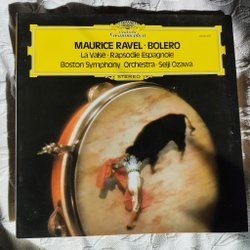 Deutsche
Grammophon
MAURICE RAVEL · BOLERO
La Valse · Rapsodie Espagnole
Boston Symphony Orchestra · Seiji Ozawa
STEREO